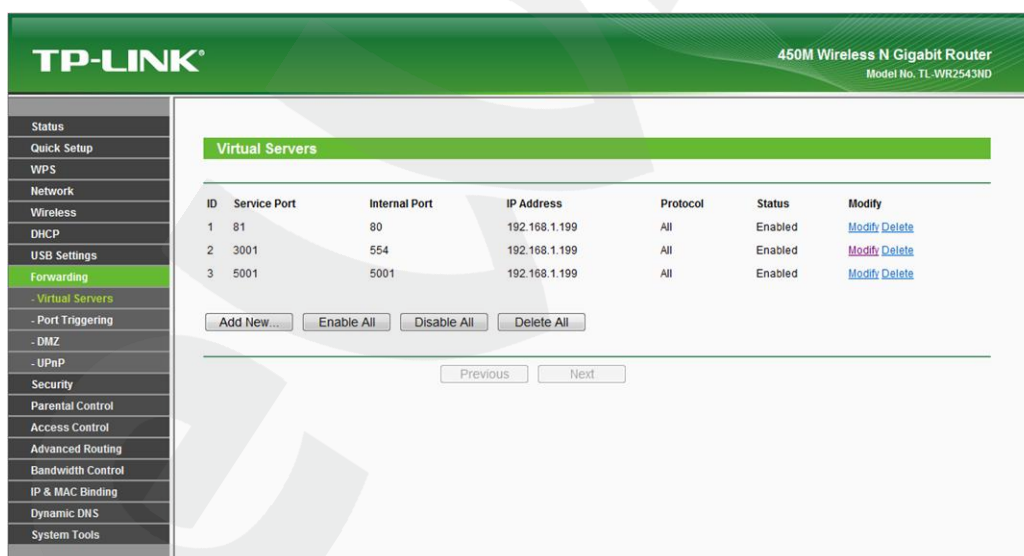 TP-LINK®
450M Wireless N Gigabit Router
Model No. TL-WR2543ND
Status
Quick Setup
WPS
Network
Wireless
DHCP
USB Settings
Forwarding
- Virtual Servers
- Port Triggering
- DMZ
- UPnP
Security
Parental Control
Access Control
Advanced Routing
Bandwidth Control
IP & MAC Binding
Dynamic DNS
System Tools
Virtual Servers
ID Service Port Internal Port IP Address Protocol Status Modify
1 81 80 192.168.1.199 All Enabled Modify Delete
2 3001 554 192.168.1.199 All Enabled Modify Delete
3 5001 5001 192.168.1.199 All Enabled Modify Delete
Add New... Enable All Disable All Delete All
Previous Next